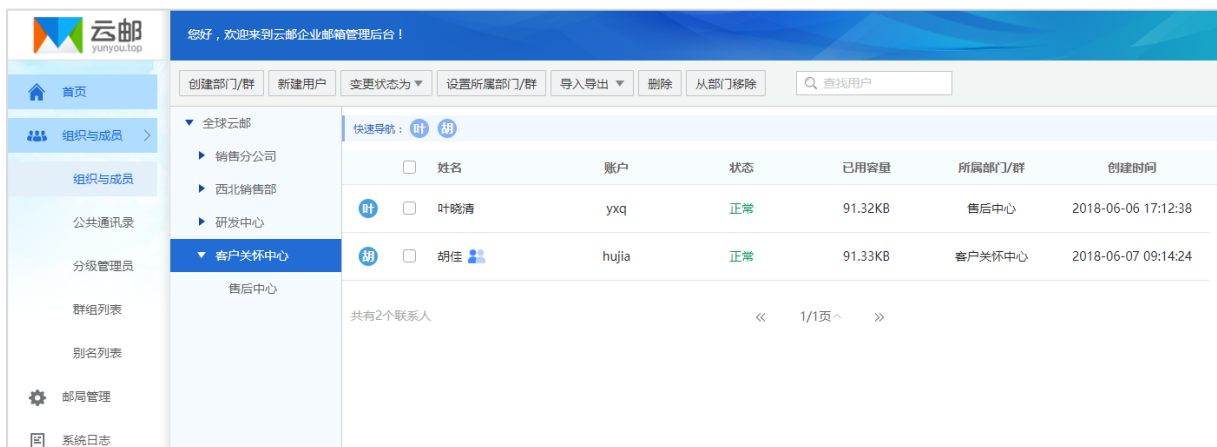 云邮
yunyou.top
您好，欢迎来到云邮企业邮箱管理后台！
首页
组织与成员
组织与成员
公共通讯录
分级管理员
群组列表
别名列表
邮局管理
系统日志
创建部门/群 新建用户 变更状态为 设置所属部门/群 导入导出 删除 从部门移除 查找用户
全球云邮
销售分公司
西北销售部
研发中心
客户关怀中心
售后中心
快速导航： 叶 胡
姓名 账户 状态 已用容量 所属部门/群 创建时间
叶 叶晓清 yxq 正常 91.32KB 售后中心 2018-06-06 17:12:38
胡 胡佳 hujia 正常 91.33KB 客户关怀中心 2018-06-07 09:14:24
共有2个联系人 « 1/1页 »